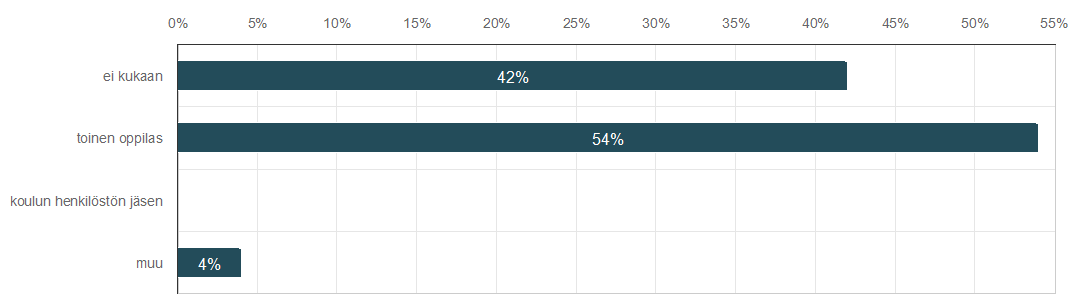 0% 5% 10% 15% 20% 25% 30% 35% 40% 45% 50% 55%
ei kukaan 42%
toinen oppilas 54%
koulun henkilöstön jäsen
muu 4%